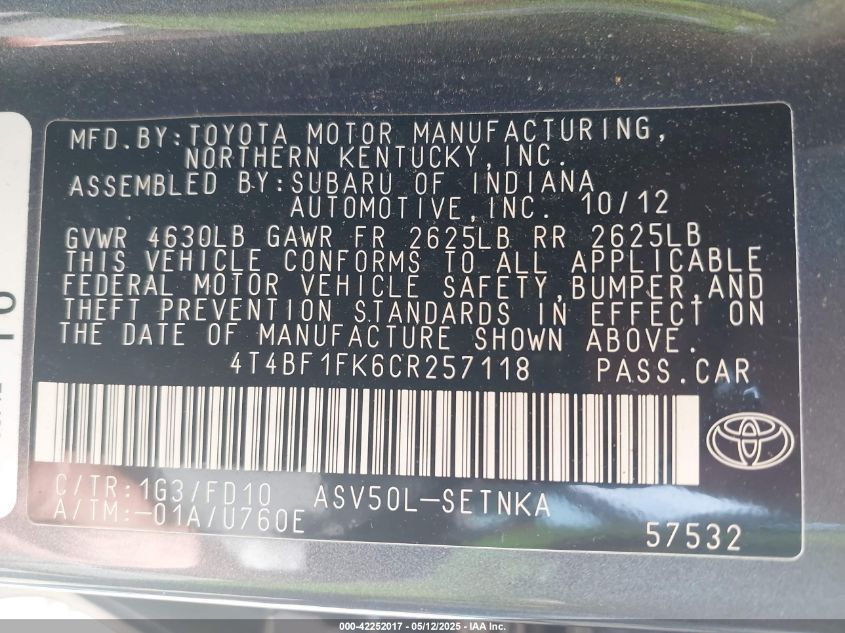 MFD.BY:TOYOTA MOTOR MANUFACTURING,
NORTHERN KENTUCKY,INC.
ASSEMBLED BY:SUBARU OF INDIANA
AUTOMOTIVE,INC. 10/12
GVWR 4630LB GAWR FR 2625LB RR 2625LB
THIS VEHICLE CONFORMS TO ALL APPLICABLE
FEDERAL MOTOR VEHICLE SAFETY,BUMPER,AND
THEFT PREVENTION STANDARDS IN EFFECT ON
THE DATE OF MANUFACTURE SHOWN ABOVE.
4T4BF1FK6CR257118 PASS.CAR
C/TR:1G3/FD10 ASV50L-SETNKA
A/TM:-01A/U760E
57532
000-42252017 - 05/12/2025 - IAA Inc.